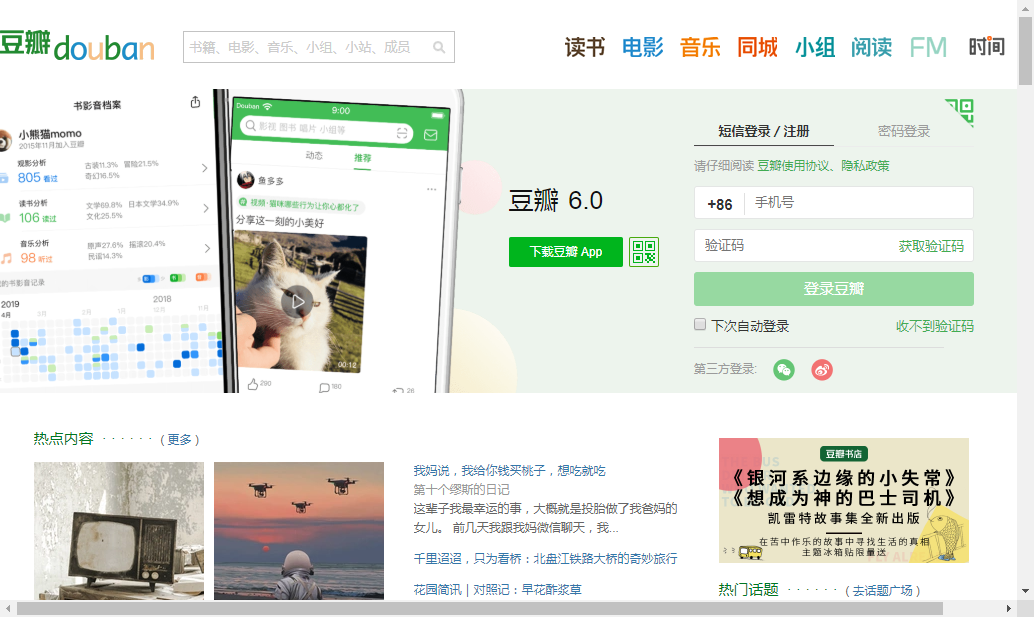 豆瓣douban
书籍、电影、音乐、小组、小站、成员
读书 电影 音乐 同城 小组 阅读 FM 时间
书影音档案
小熊猫momo
2015年11月加入豆瓣
观影分析
805 看过
古装11.3% 冒险21.5%
奇幻16.5%
读书分析
106 读过
文学69.8% 日本文学34.9%
文化25.5%
音乐分析
98 听过
原声27.6% 摇滚20.4%
民谣14.3%
的书影音记录
2019
2018
4月
Douban
9:00
影视 图书 唱片 小组等
动态
推荐
鱼多多
视频·猫咪哪些行为让你心都化了
分享这一刻的小美好
00:12
290
180
26
豆瓣 6.0
下载豆瓣 App
短信登录 / 注册
密码登录
请仔细阅读 豆瓣使用协议、隐私政策
+86
手机号
验证码
获取验证码
登录豆瓣
下次自动登录
收不到验证码
第三方登录:
热点内容 · · · · · · ( 更多 )
我妈说，我给你钱买桃子，想吃就吃
第十个缪斯的日记
这辈子我最幸运的事，大概就是投胎做了我爸妈的
女儿。 前几天我跟我妈微信聊天，我...
千里迢迢，只为看桥：北盘江铁路大桥的奇妙旅行
花园简讯 | 对照记：早花酢浆草
豆瓣书店
《银河系边缘的小失常》
《想成为神的巴士司机》
凯雷特故事集全新出版
在苦中作乐的故事中寻找生活的真相
主题冰箱贴限量送
热门话题 · · · · · · ( 去话题广场 )